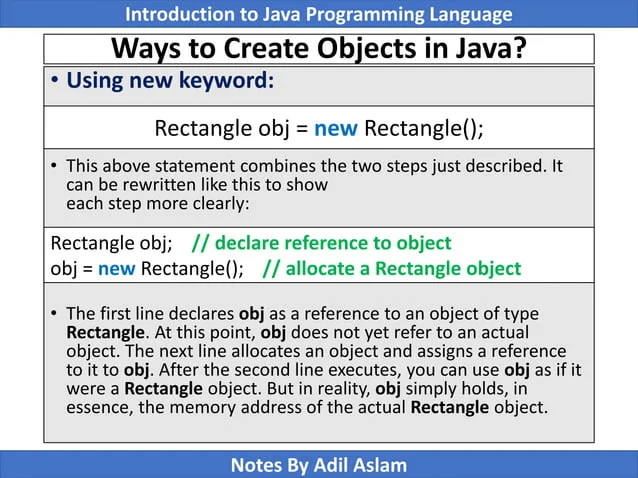 Introduction to Java Programming Language
Ways to Create Objects in Java?
• Using new keyword:
Rectangle obj = new Rectangle();
• This above statement combines the two steps just described. It
can be rewritten like this to show
each step more clearly:
Rectangle obj; // declare reference to object
obj = new Rectangle(); // allocate a Rectangle object
• The first line declares obj as a reference to an object of type
Rectangle. At this point, obj does not yet refer to an actual
object. The next line allocates an object and assigns a reference
to it to obj. After the second line executes, you can use obj as if it
were a Rectangle object. But in reality, obj simply holds, in
essence, the memory address of the actual Rectangle object.
Notes By Adil Aslam